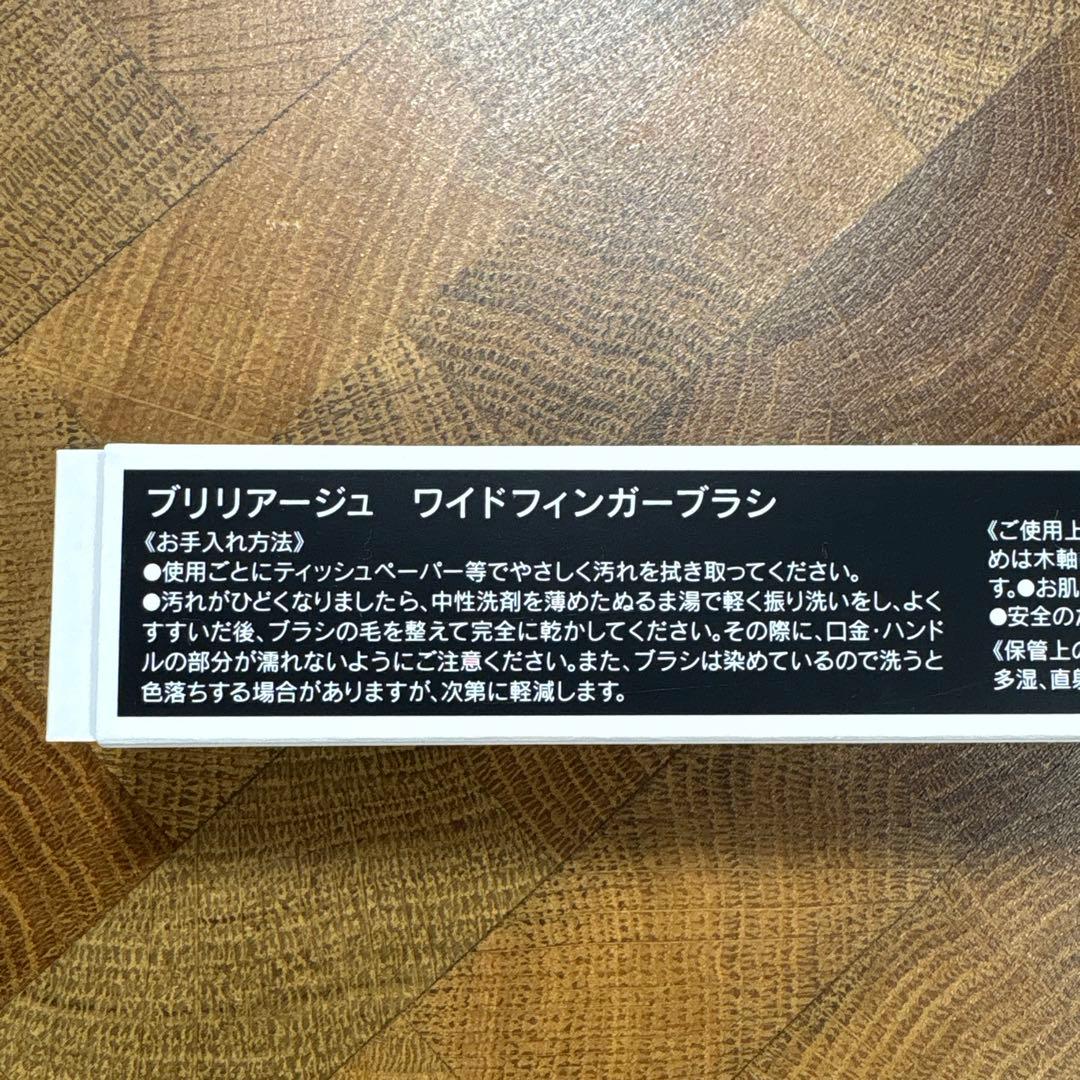 ブリリアージュ　ワイドフィンガーブラシ
《お手入れ方法》
●使用ごとにティッシュペーパー等でやさしく汚れを拭き取ってください。
●汚れがひどくなりましたら、中性洗剤を薄めたぬるま湯で軽く振り洗いをし、よく
すすいだ後、ブラシの毛を整えて完全に乾かしてください。その際に、口金・ハンド
ルの部分が濡れないようにご注意ください。また、ブラシは染めているので洗うと
色落ちする場合がありますが、次第に軽減します。
《ご使用上
めは木軸
す。●お肌
●安全の
《保管上の
多湿、直射